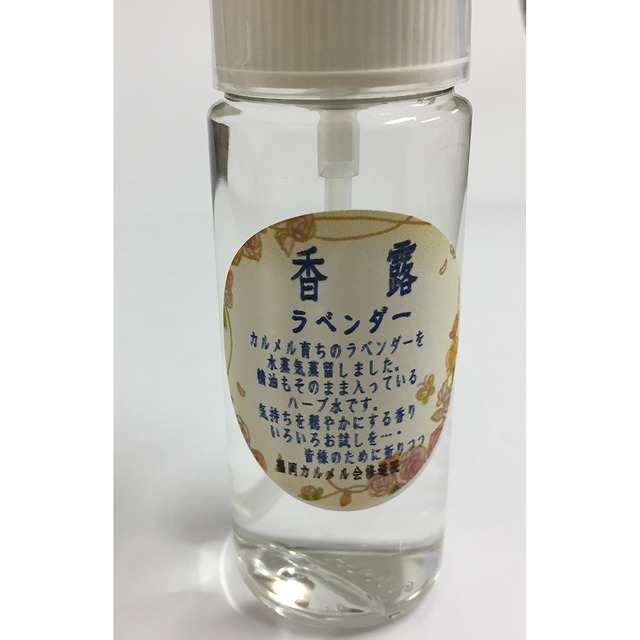 香 露
ラベンダー
カルメル育ちのラベンダーを
水蒸気蒸留しました。
精油もそのまま入っている
ハーブ水です。
気持ちを穏やかにする香り
いろいろお試しを…・
皆様のために祈りつつ
盛岡カルメル会修道院